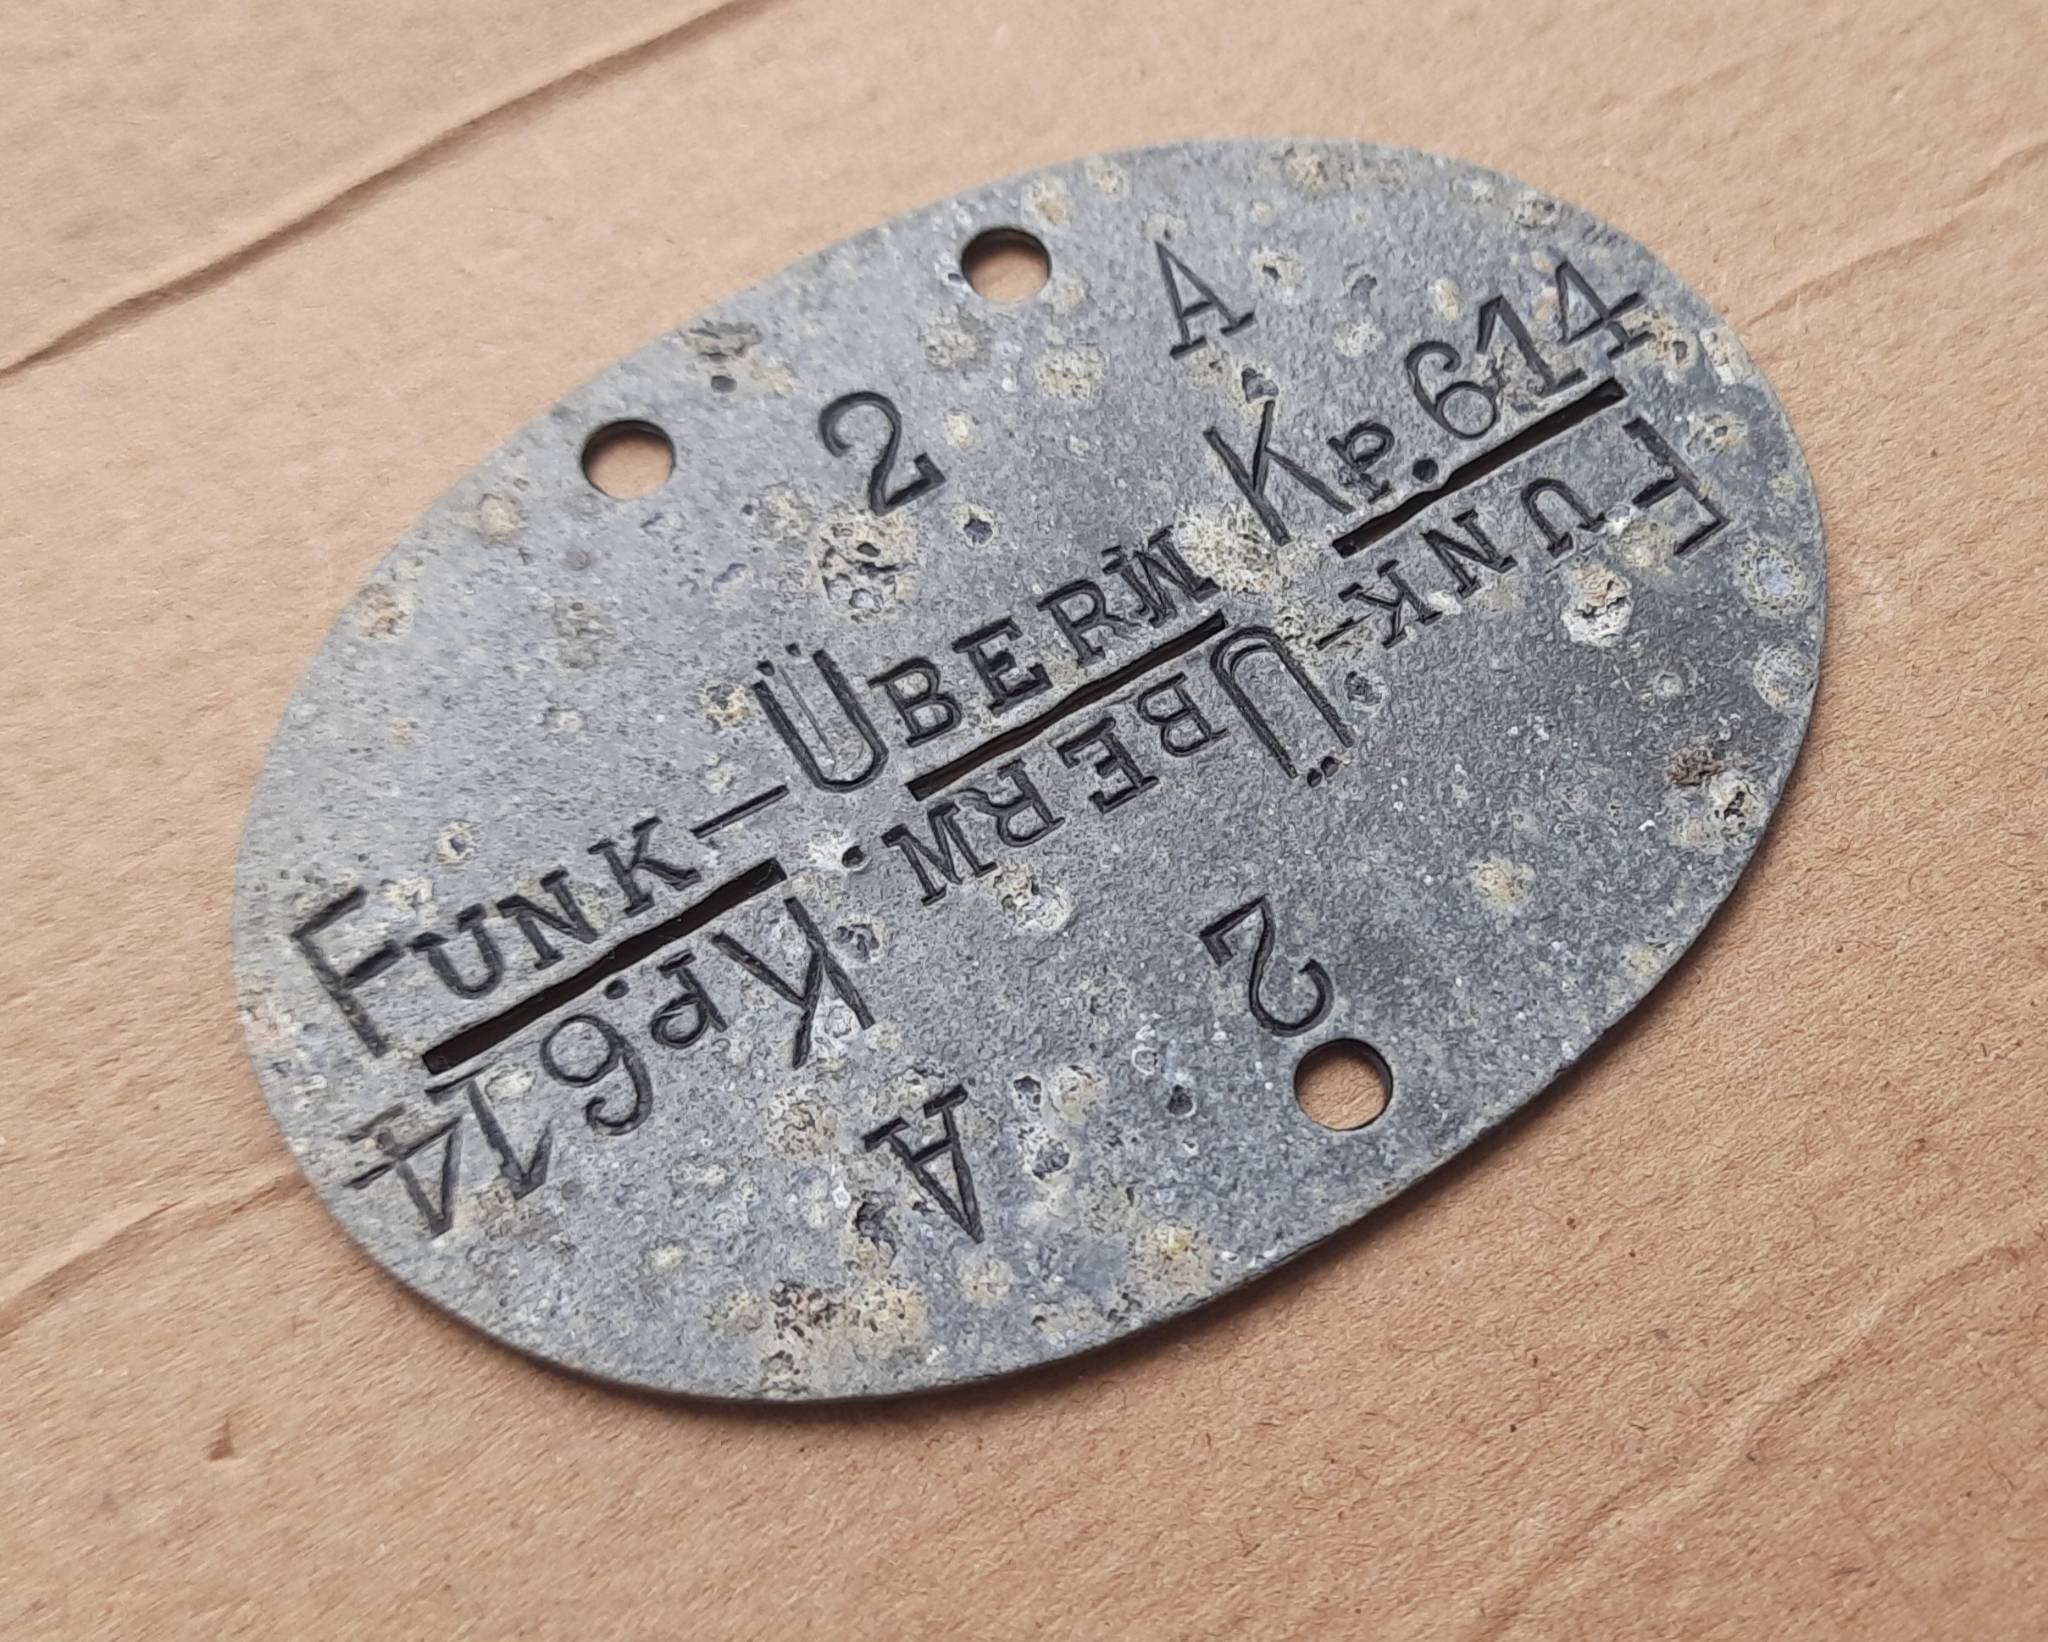 2 A
FUNK-ÜBERW Kp.614
FUNK-ÜBERW. Kp.614
2 A